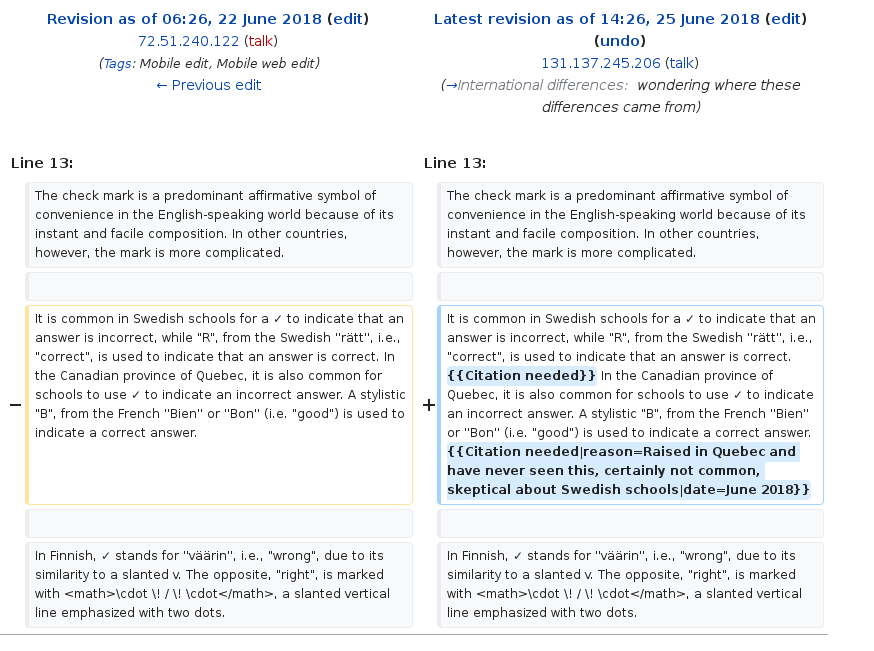 Revision as of 06:26, 22 June 2018 (edit)
72.51.240.122 (talk)
(Tags: Mobile edit, Mobile web edit)
← Previous edit
Latest revision as of 14:26, 25 June 2018 (edit)
(undo)
131.137.245.206 (talk)
(→International differences: wondering where these
differences came from)
Line 13:
Line 13:
The check mark is a predominant affirmative symbol of
convenience in the English-speaking world because of its
instant and facile composition. In other countries,
however, the mark is more complicated.
The check mark is a predominant affirmative symbol of
convenience in the English-speaking world because of its
instant and facile composition. In other countries,
however, the mark is more complicated.
−
It is common in Swedish schools for a ✓ to indicate that an
answer is incorrect, while "R", from the Swedish ''rätt'', i.e.,
"correct", is used to indicate that an answer is correct. In
the Canadian province of Quebec, it is also common for
schools to use ✓ to indicate an incorrect answer. A stylistic
"B", from the French "Bien" or "Bon" (i.e. "good") is used to
indicate a correct answer.
+
It is common in Swedish schools for a ✓ to indicate that an
answer is incorrect, while "R", from the Swedish ''rätt'', i.e.,
"correct", is used to indicate that an answer is correct.
{{Citation needed}} In the Canadian province of
Quebec, it is also common for schools to use ✓ to indicate
an incorrect answer. A stylistic "B", from the French "Bien"
or "Bon" (i.e. "good") is used to indicate a correct answer.
{{Citation needed|reason=Raised in Quebec and
have never seen this, certainly not common,
skeptical about Swedish schools|date=June 2018}}
In Finnish, ✓ stands for ''väärin'', i.e., "wrong", due to its
similarity to a slanted v. The opposite, "right", is marked
with <math>\cdot \! / \! \cdot</math>, a slanted vertical
line emphasized with two dots.
In Finnish, ✓ stands for ''väärin'', i.e., "wrong", due to its
similarity to a slanted v. The opposite, "right", is marked
with <math>\cdot \! / \! \cdot</math>, a slanted vertical
line emphasized with two dots.